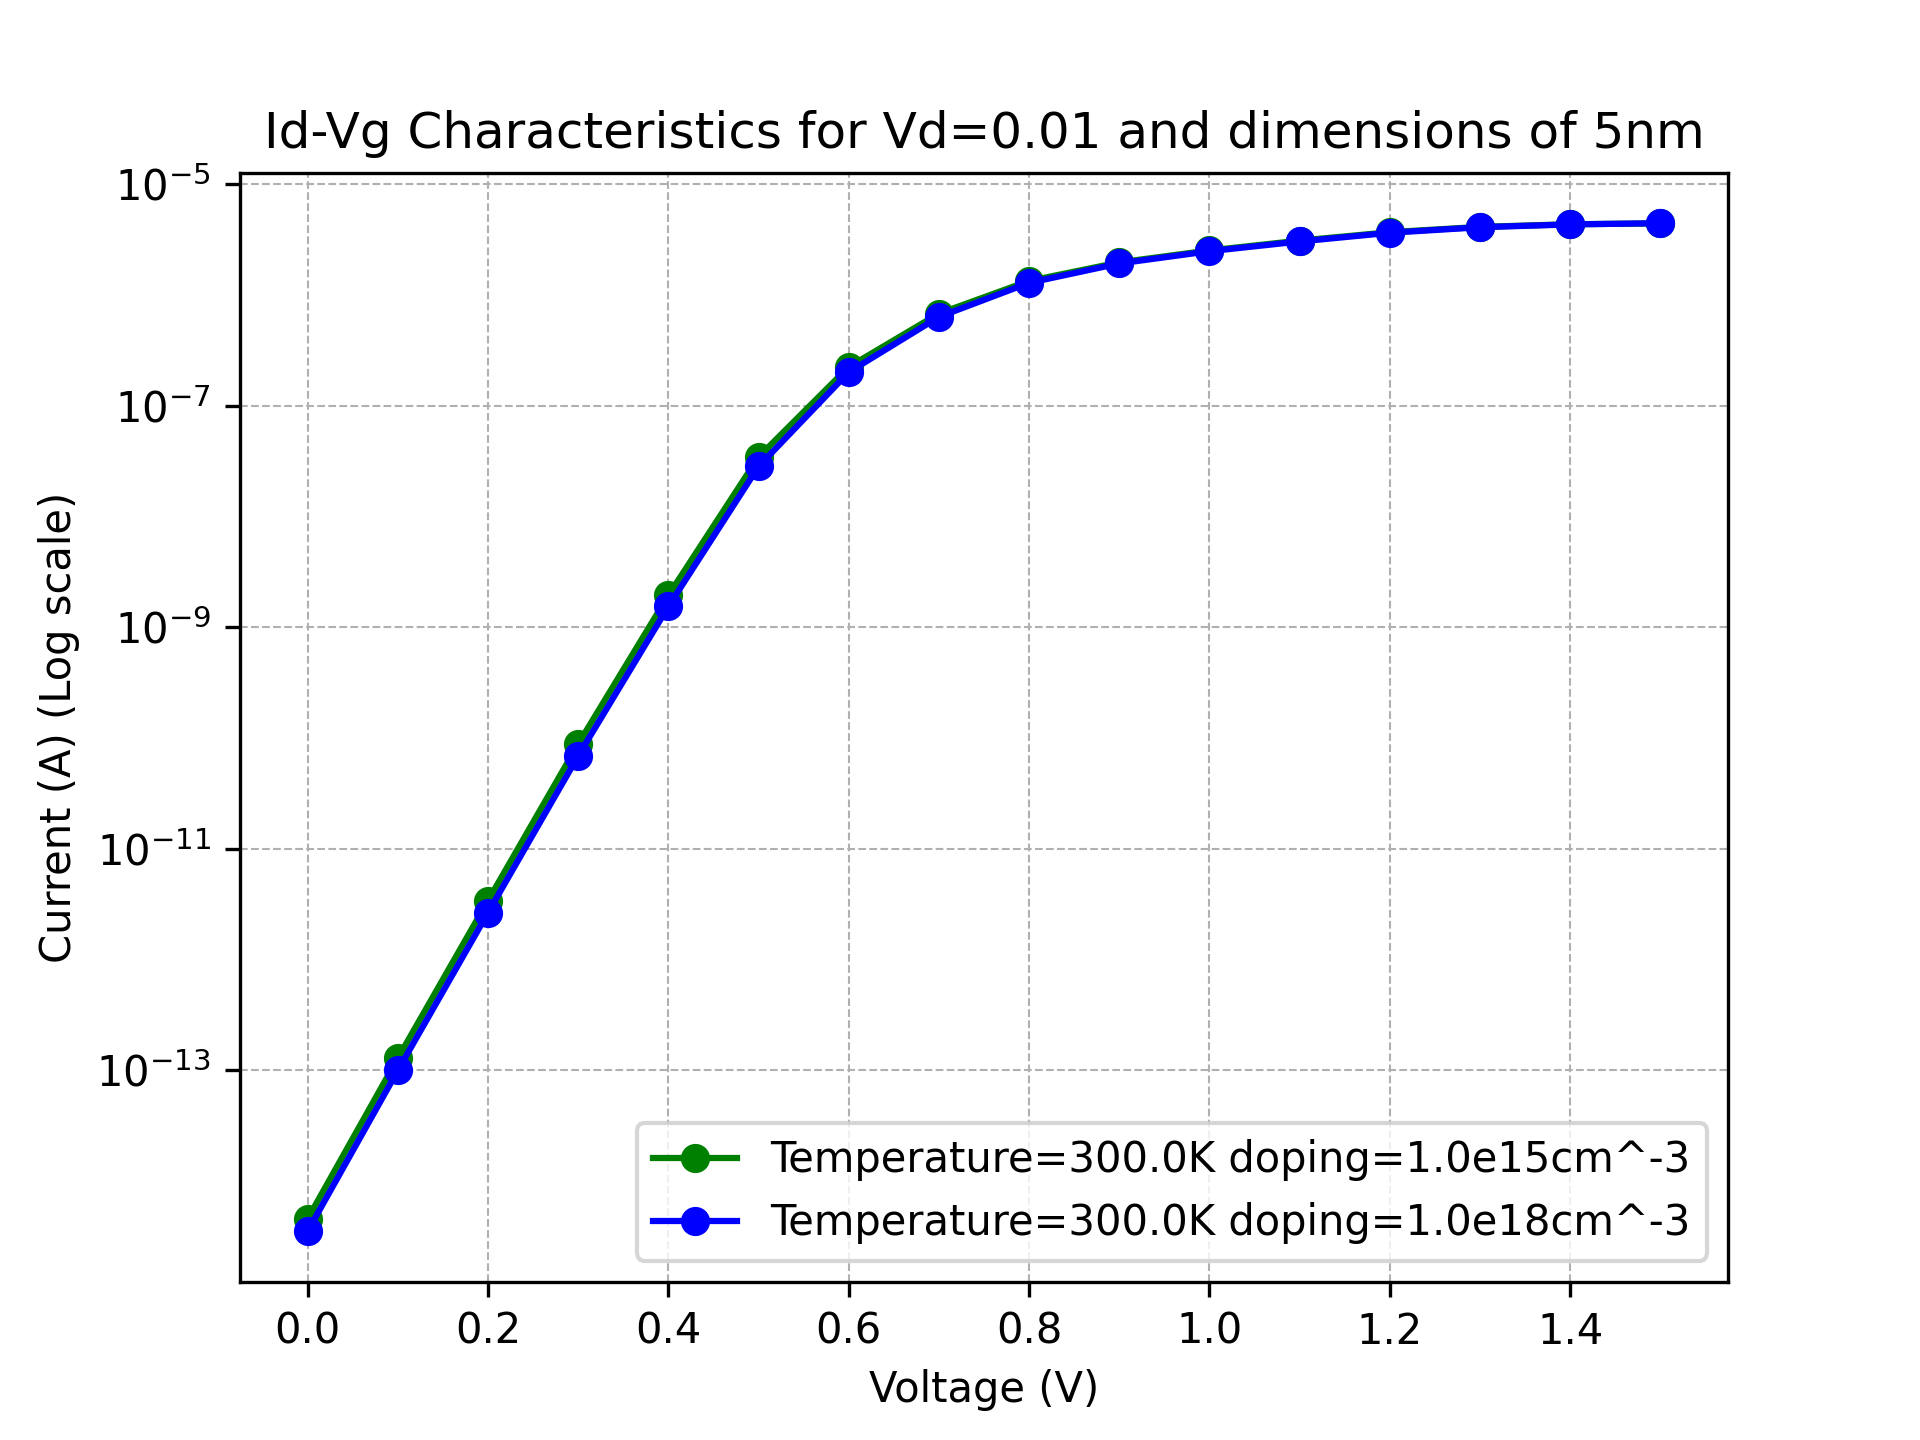 Id-Vg Characteristics for Vd=0.01 and dimensions of 5nm
10⁻⁵
10⁻⁷
10⁻⁹
10⁻¹¹
10⁻¹³
Current (A) (Log scale)
Temperature=300.0K doping=1.0e15cm^-3
Temperature=300.0K doping=1.0e18cm^-3
0.0 0.2 0.4 0.6 0.8 1.0 1.2 1.4
Voltage (V)